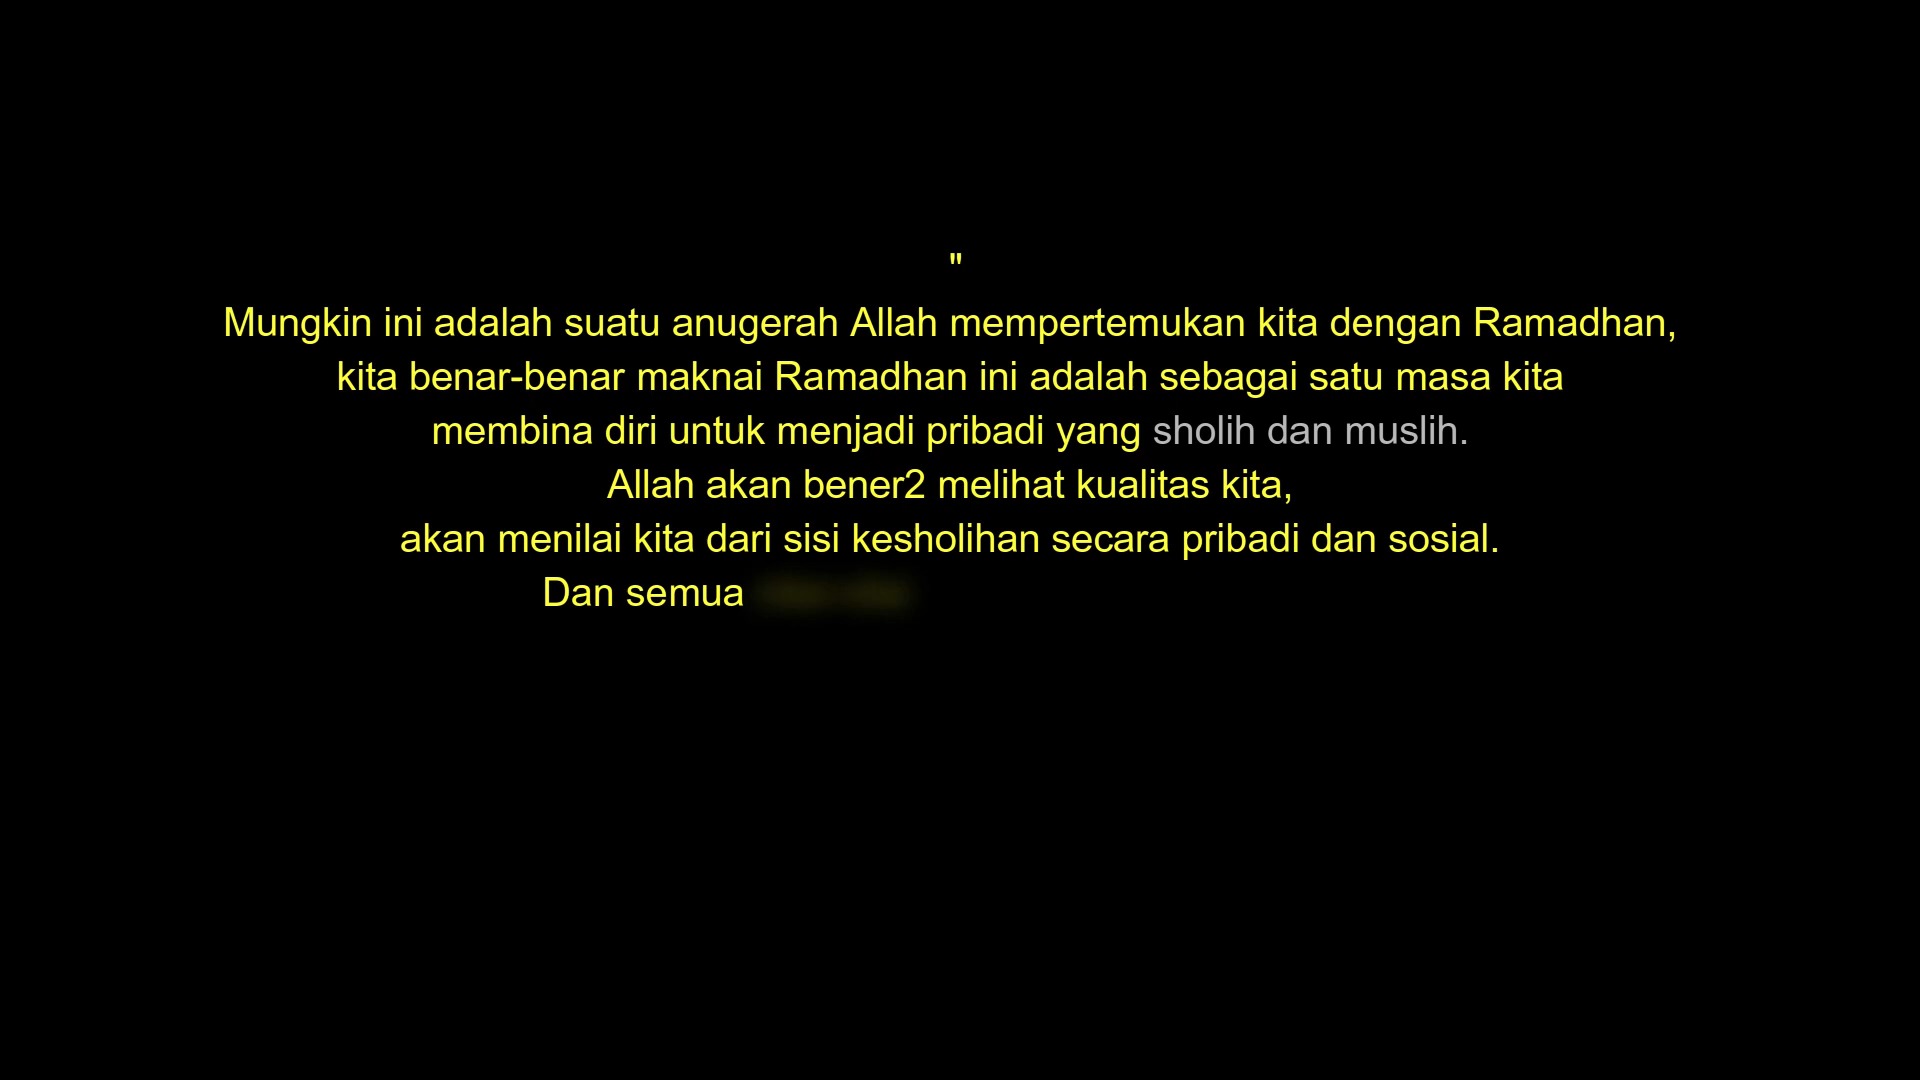 "
Mungkin ini adalah suatu anugerah Allah mempertemukan kita dengan Ramadhan,
kita benar-benar maknai Ramadhan ini adalah sebagai satu masa kita
membina diri untuk menjadi pribadi yang sholih dan muslih.
Allah akan bener2 melihat kualitas kita,
akan menilai kita dari sisi kesholihan secara pribadi dan sosial.
Dan semua